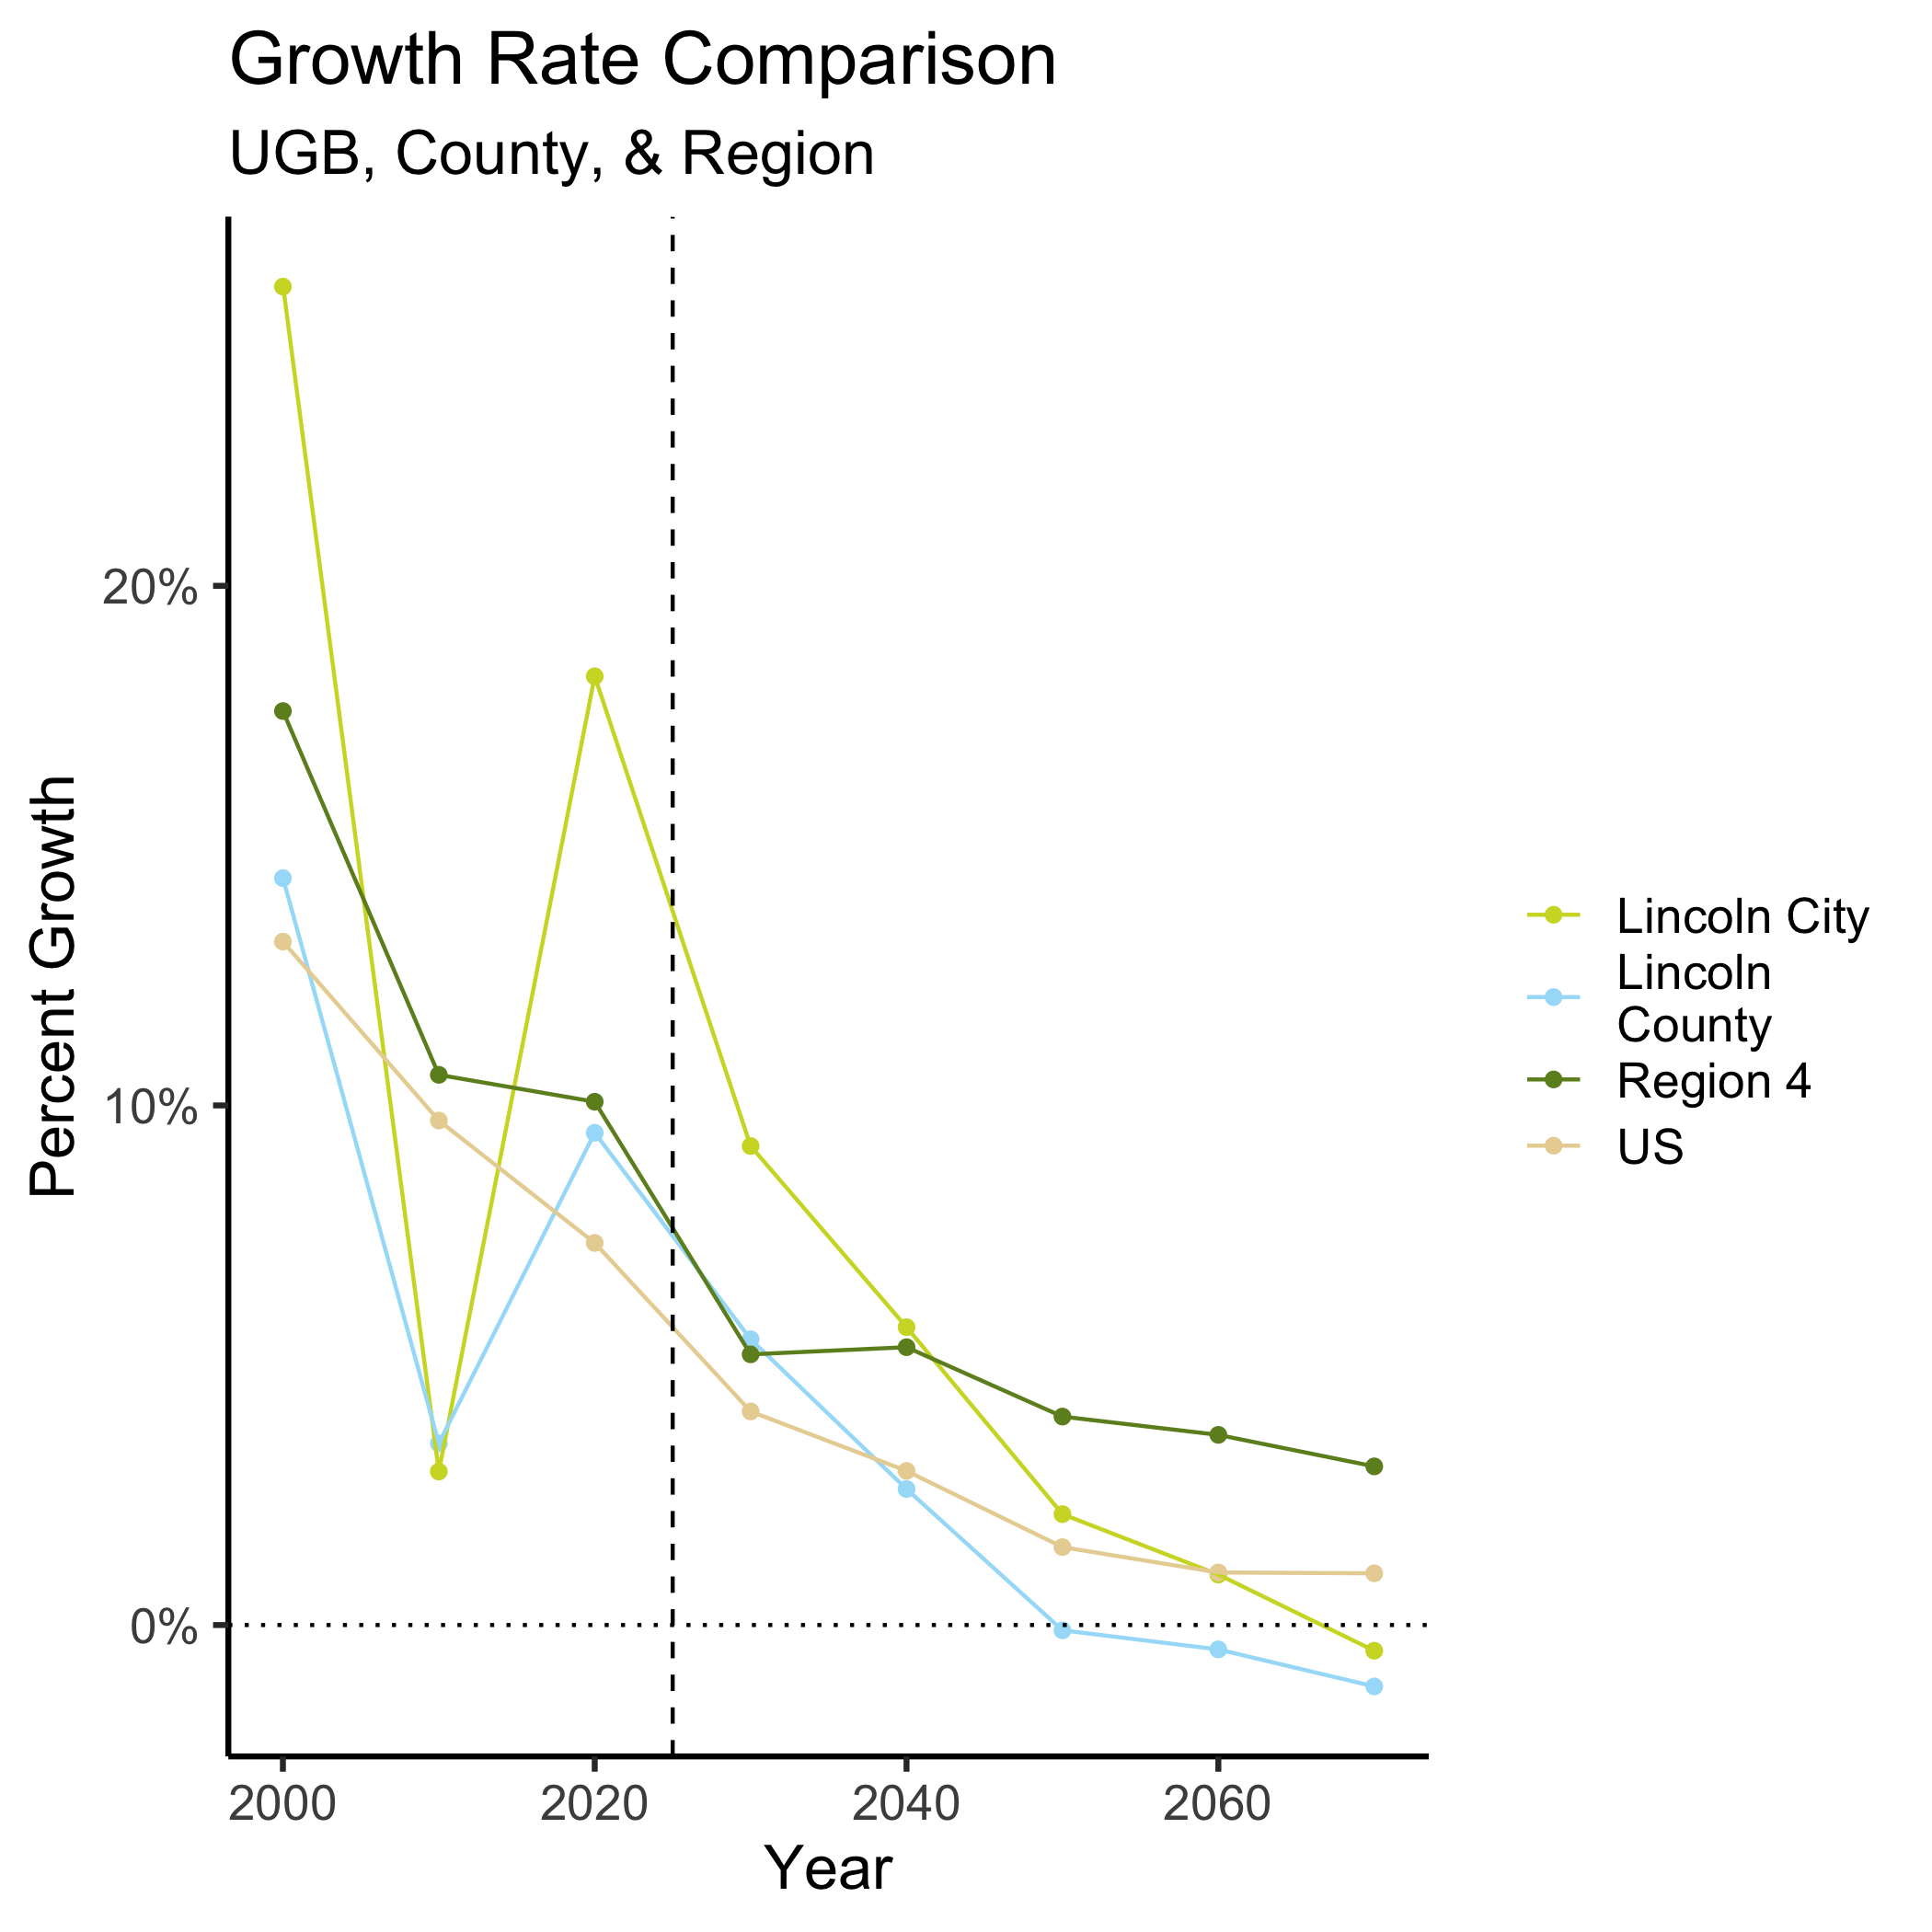 Growth Rate Comparison
UGB, County, & Region
Percent Growth
20%
10%
0%
2000
2020
2040
2060
Year
Lincoln City
Lincoln
County
Region 4
US